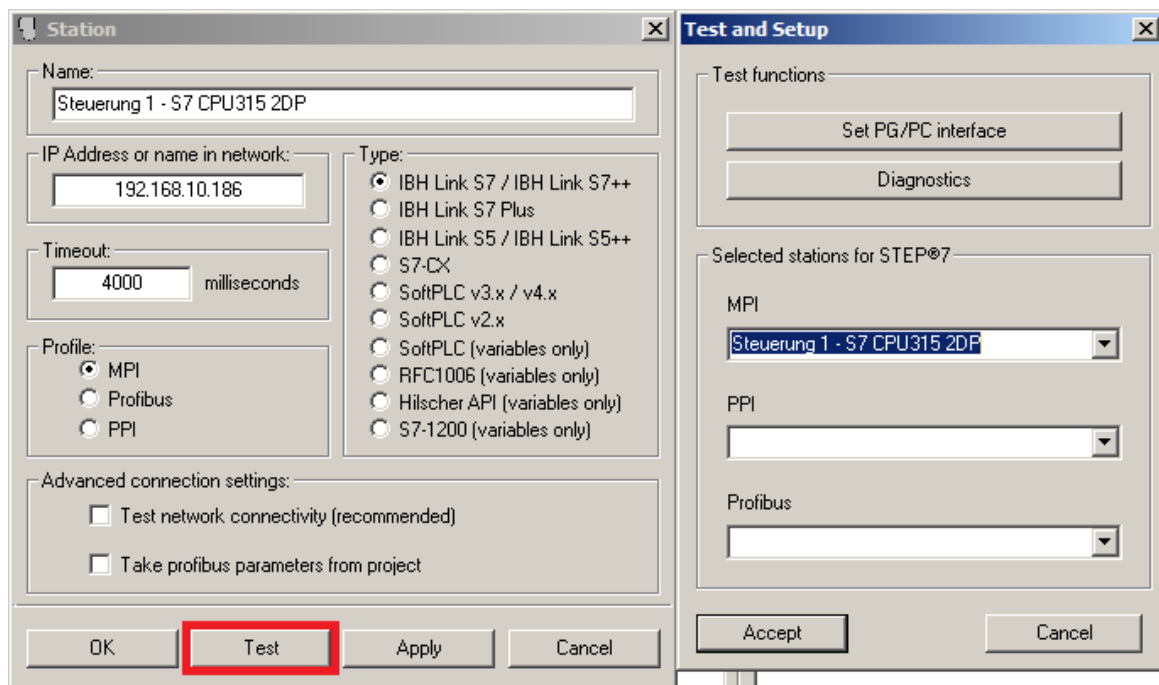 Station
Name:
Steuerung 1 - S7 CPU315 2DP
IP Address or name in network:
192.168.10.186
Timeout:
4000 milliseconds
Profile:
MPI
Profibus
PPI
Type:
IBH Link S7 / IBH Link S7++
IBH Link S7 Plus
IBH Link S5 / IBH Link S5++
S7-CX
SoftPLC v3.x / v4.x
SoftPLC v2.x
SoftPLC (variables only)
RFC1006 (variables only)
Hilscher API (variables only)
S7-1200 (variables only)
Advanced connection settings:
Test network connectivity (recommended)
Take profibus parameters from project
OK Test Apply Cancel
Test and Setup
Test functions
Set PG/PC interface
Diagnostics
Selected stations for STEP®7
MPI
Steuerung 1 - S7 CPU315 2DP
PPI
Profibus
Accept Cancel